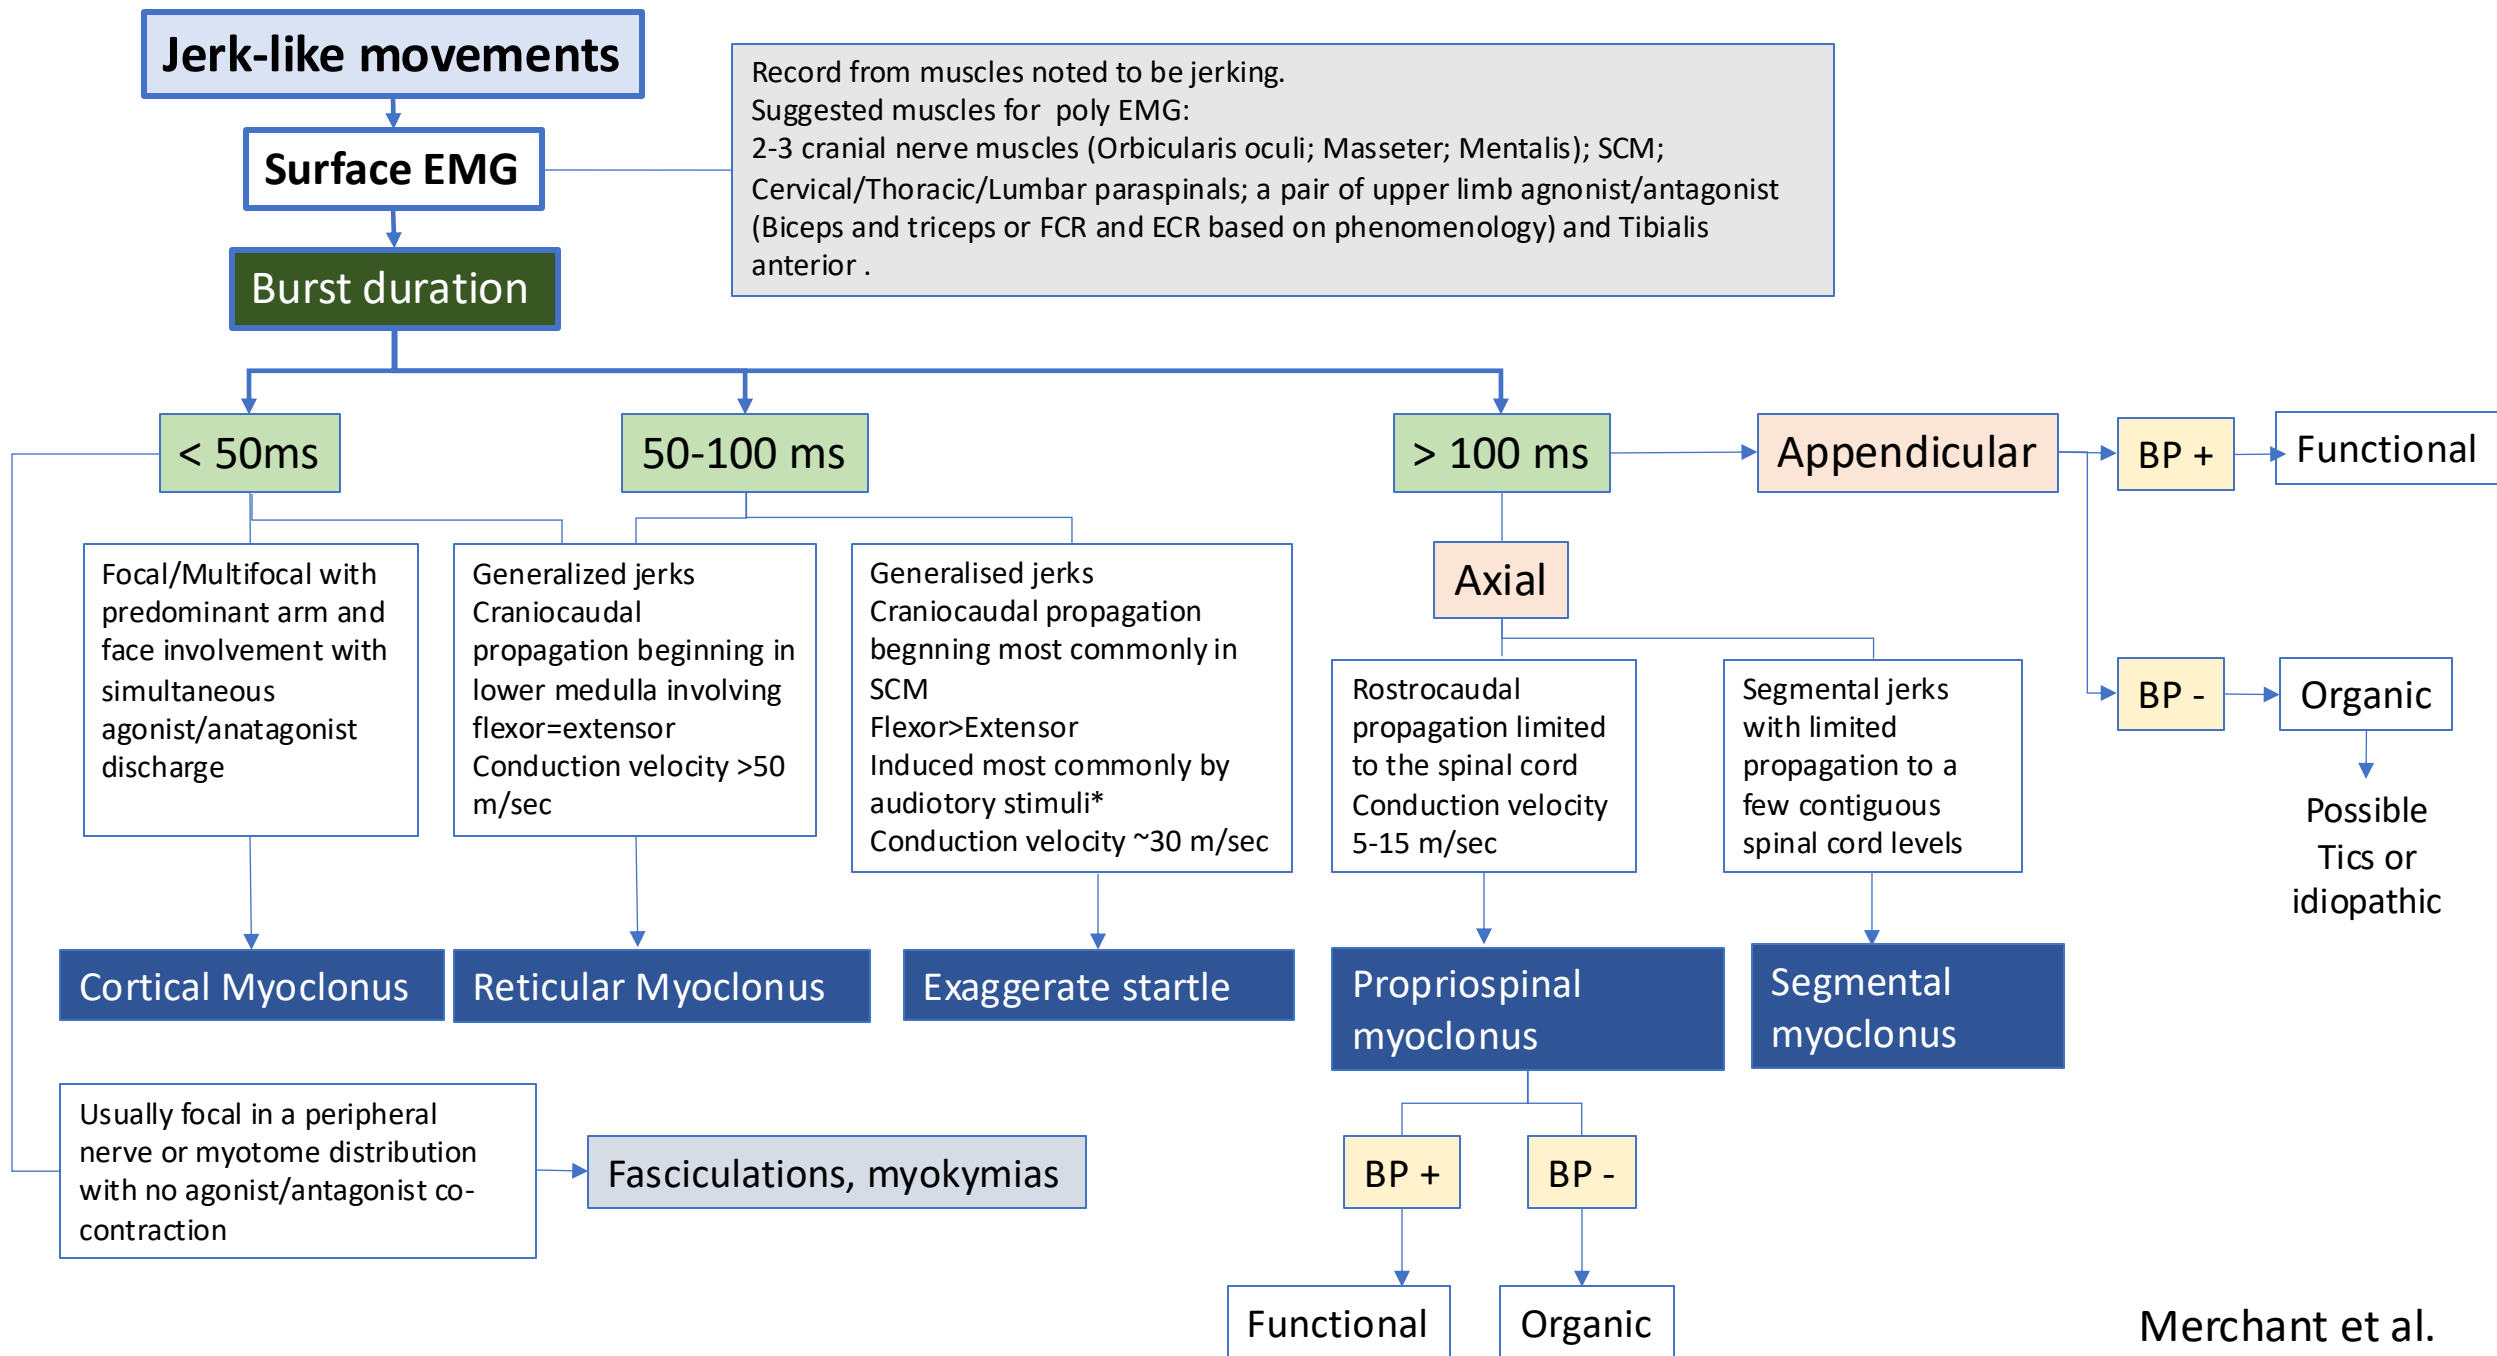 Jerk-like movements
Surface EMG
Burst duration
Record from muscles noted to be jerking.
Suggested muscles for poly EMG:
2-3 cranial nerve muscles (Orbicularis oculi; Masseter; Mentalis); SCM;
Cervical/Thoracic/Lumbar paraspinals; a pair of upper limb agnonist/antagonist
(Biceps and triceps or FCR and ECR based on phenomenology) and Tibialis
anterior .
< 50ms
50-100 ms
> 100 ms
Appendicular
BP +
Functional
Axial
BP -
Organic
Possible
Tics or
idiopathic
Focal/Multifocal with
predominant arm and
face involvement with
simultaneous
agonist/anatagonist
discharge
Generalized jerks
Craniocaudal
propagation beginning in
lower medulla involving
flexor=extensor
Conduction velocity >50
m/sec
Generalised jerks
Craniocaudal propagation
begnning most commonly in
SCM
Flexor>Extensor
Induced most commonly by
audiotory stimuli*
Conduction velocity ~30 m/sec
Rostrocaudal
propagation limited
to the spinal cord
Conduction velocity
5-15 m/sec
Segmental jerks
with limited
propagation to a
few contiguous
spinal cord levels
Cortical Myoclonus
Reticular Myoclonus
Exaggerate startle
Propriospinal
myoclonus
Segmental
myoclonus
Usually focal in a peripheral
nerve or myotome distribution
with no agonist/antagonist co-
contraction
Fasciculations, myokymias
BP +
BP -
Functional
Organic
Merchant et al.